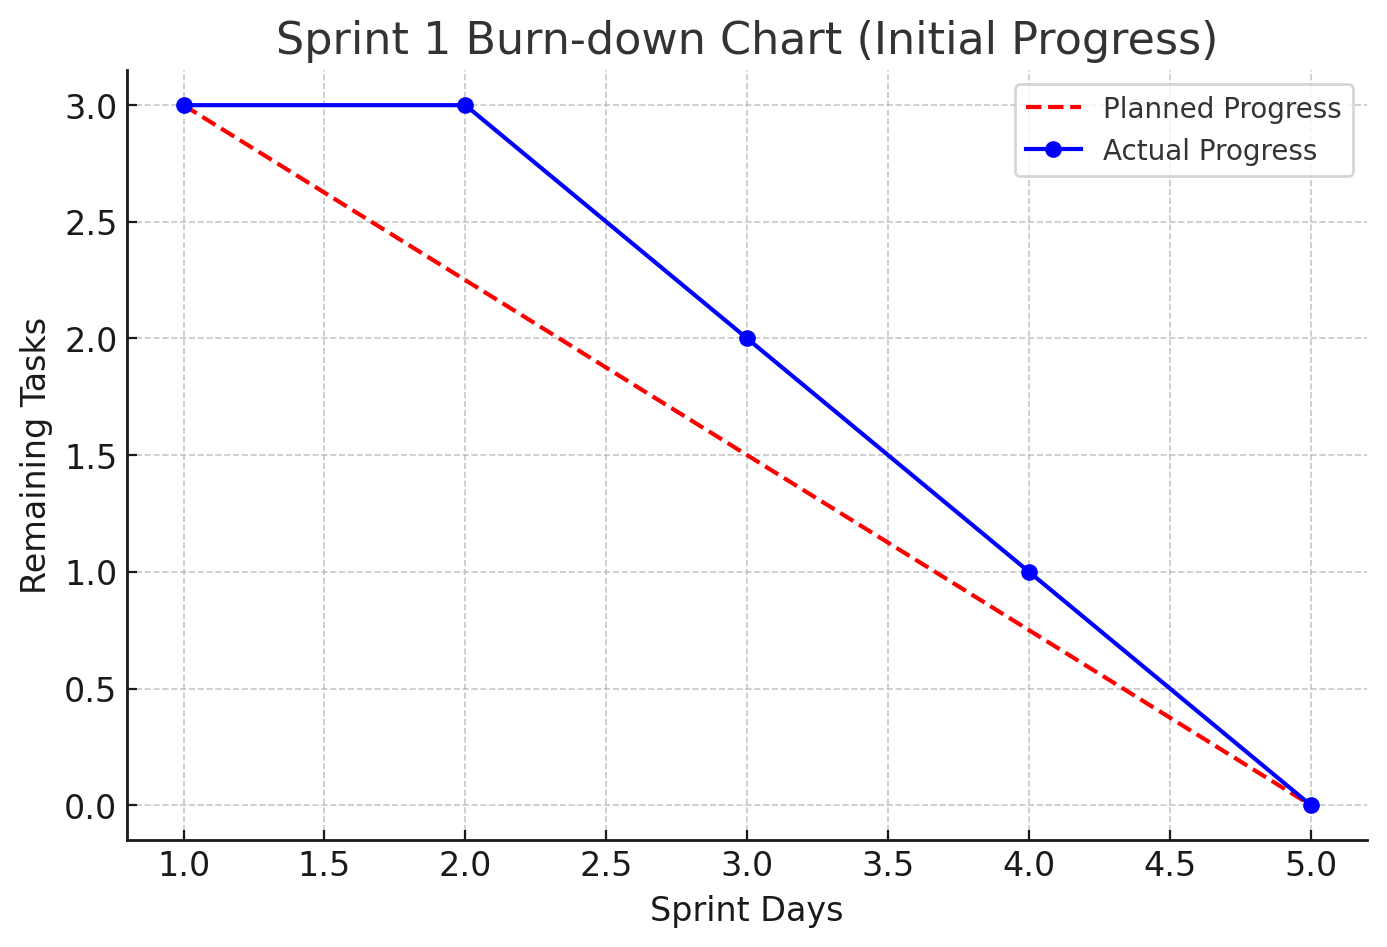 Sprint 1 Burn-down Chart (Initial Progress)
Planned Progress
Actual Progress
Remaining Tasks
3.0
2.5
2.0
1.5
1.0
0.5
0.0
1.0 1.5 2.0 2.5 3.0 3.5 4.0 4.5 5.0
Sprint Days